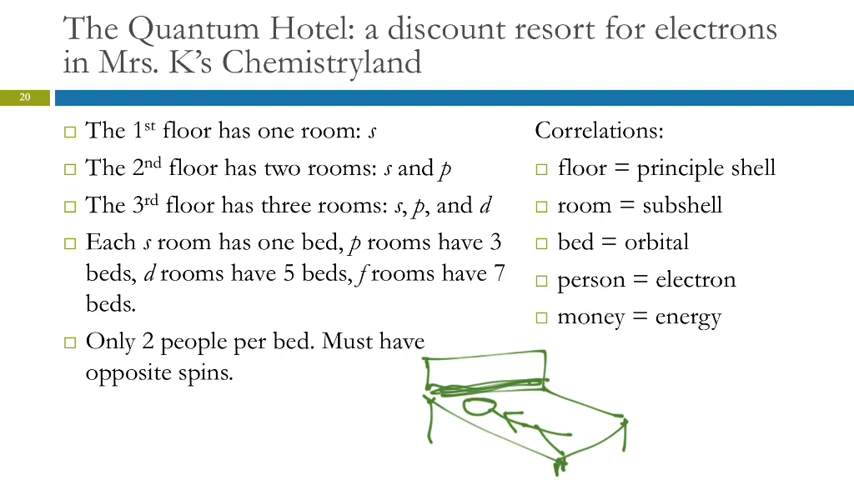 The Quantum Hotel: a discount resort for electrons
in Mrs. K’s Chemistryland
20
The 1st floor has one room: s
The 2nd floor has two rooms: s and p
The 3rd floor has three rooms: s, p, and d
Each s room has one bed, p rooms have 3
beds, d rooms have 5 beds, f rooms have 7
beds.
Only 2 people per bed. Must have
opposite spins.
Correlations:
floor = principle shell
room = subshell
bed = orbital
person = electron
money = energy